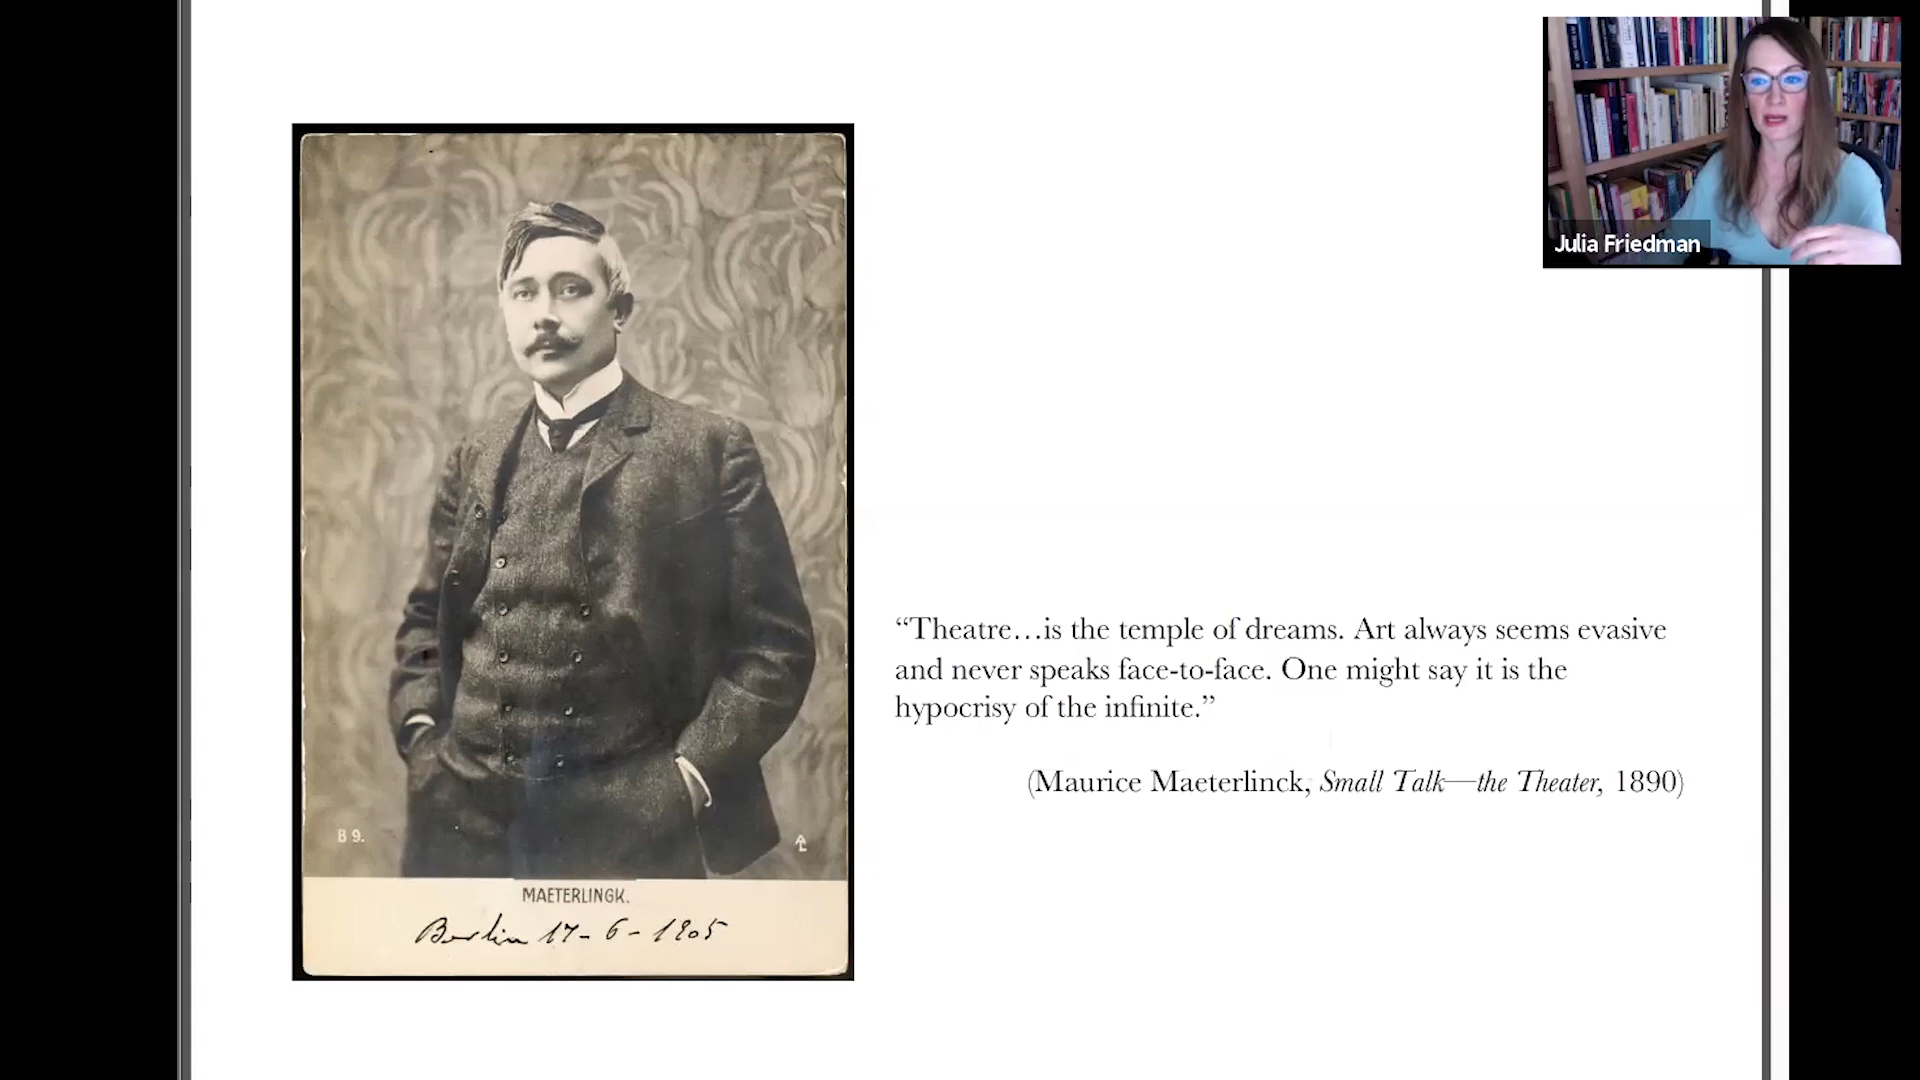 Julia Friedman
“Theatre…is the temple of dreams. Art always seems evasive
and never speaks face-to-face. One might say it is the
hypocrisy of the infinite.”
(Maurice Maeterlinck, Small Talk—the Theater, 1890)
B 9.
MAETERLINGK.
Berlin 17-6-1905